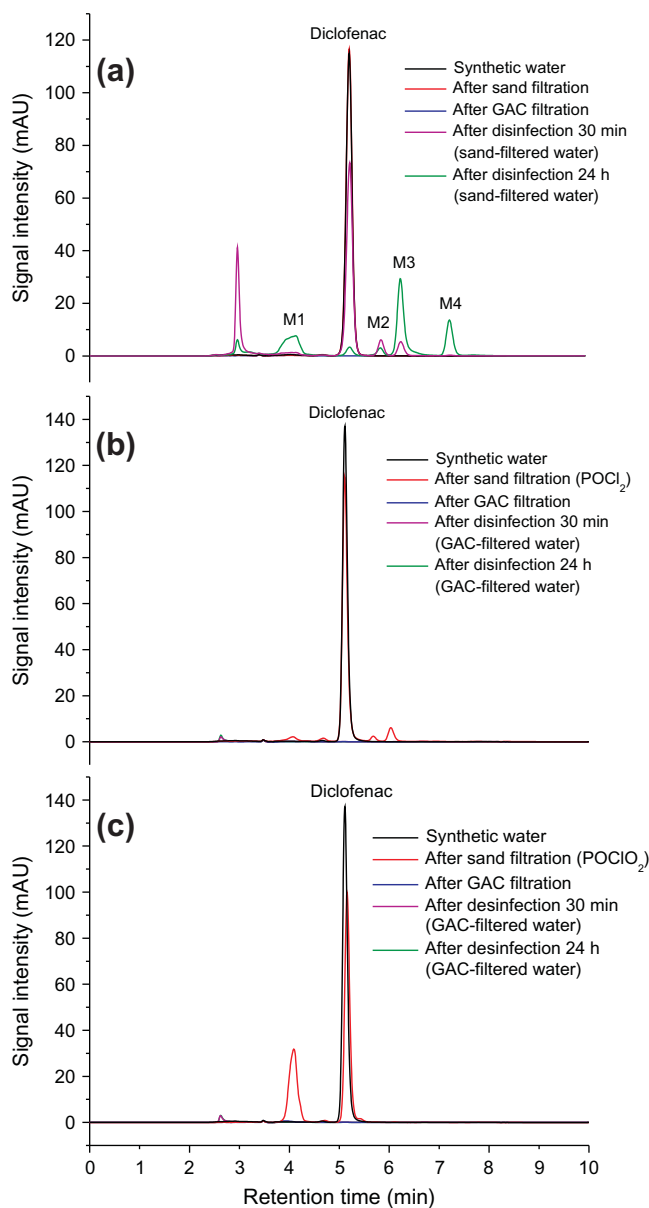 (a)
Diclofenac
Synthetic water
After sand filtration
After GAC filtration
After disinfection 30 min
(sand-filtered water)
After disinfection 24 h
(sand-filtered water)
M1
M2
M3
M4
Signal intensity (mAU)
120
100
80
60
40
20
0
(b)
Diclofenac
Synthetic water
After sand filtration (POCl₂)
After GAC filtration
After disinfection 30 min
(GAC-filtered water)
After disinfection 24 h
(GAC-filtered water)
Signal intensity (mAU)
140
120
100
80
60
40
20
0
(c)
Diclofenac
Synthetic water
After sand filtration (POClO₂)
After GAC filtration
After desinfection 30 min
(GAC-filtered water)
After desinfection 24 h
(GAC-filtered water)
Signal intensity (mAU)
140
120
100
80
60
40
20
0
0 1 2 3 4 5 6 7 8 9 10
Retention time (min)